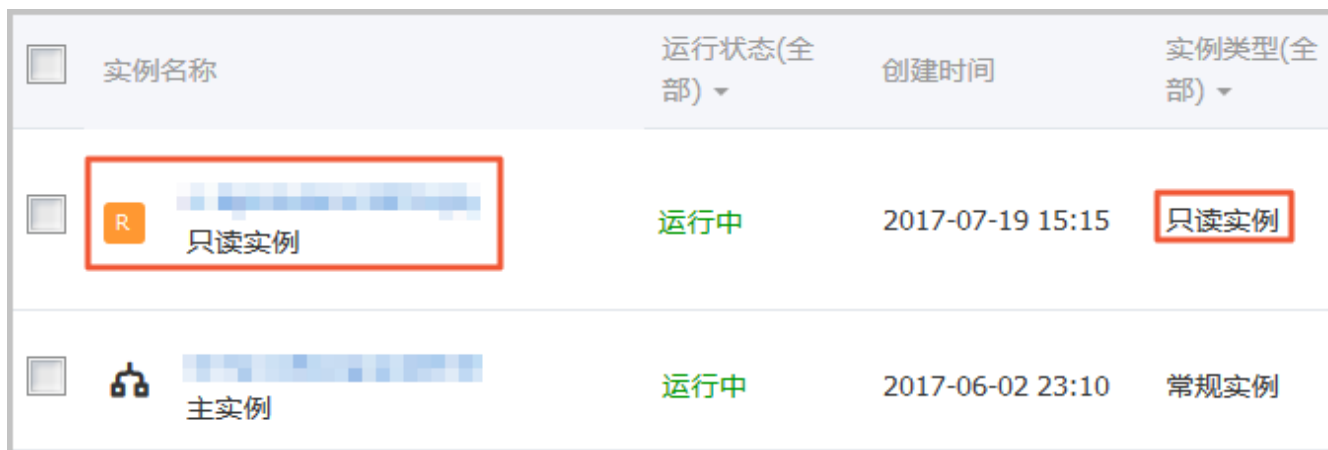 实例名称
运行状态(全
部)
创建时间
实例类型(全
部)
R
只读实例
运行中
2017-07-19 15:15
只读实例
主实例
运行中
2017-06-02 23:10
常规实例